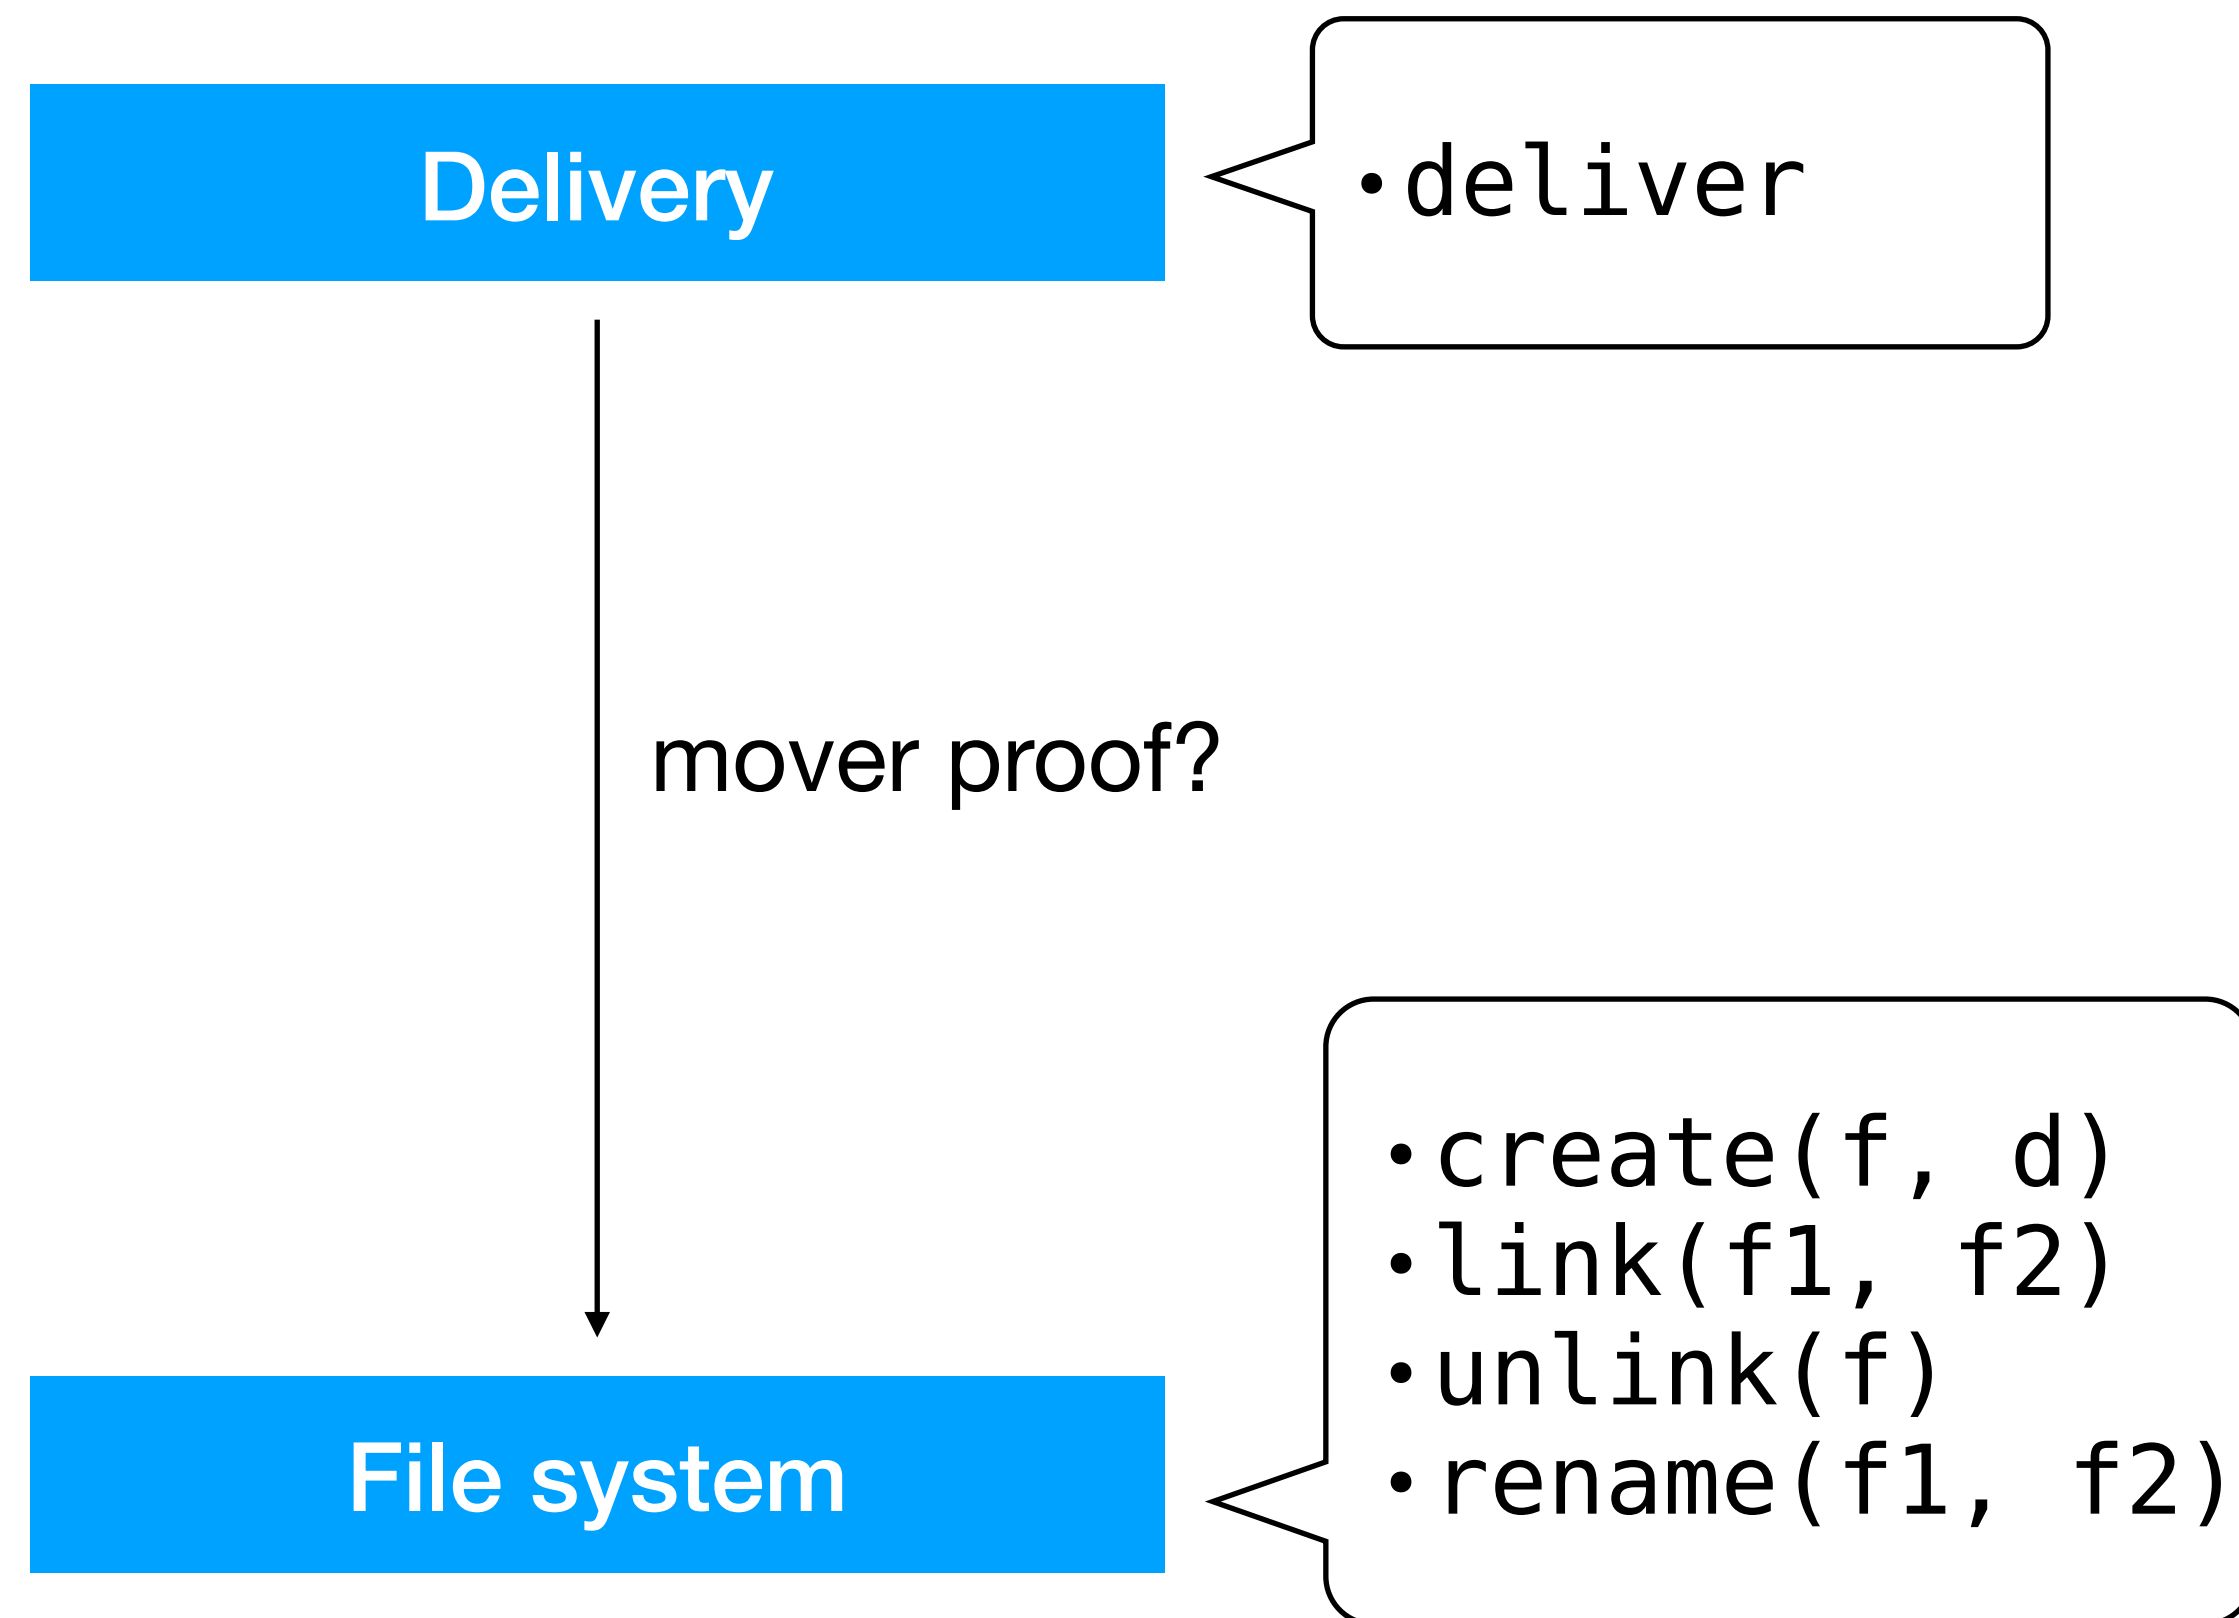 Delivery
•deliver
mover proof?
•create(f, d)
•link(f1, f2)
•unlink(f)
•rename(f1, f2)
File system